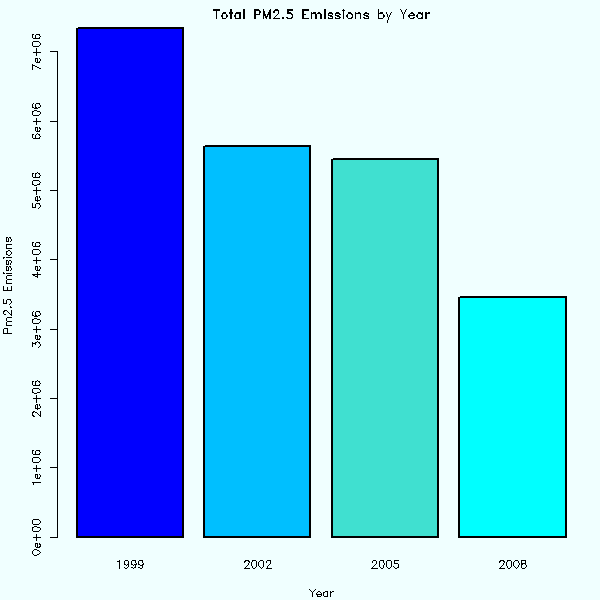 Total PM2.5 Emissions by Year
Pm2.5 Emissions
7e+06
6e+06
5e+06
4e+06
3e+06
2e+06
1e+06
0e+00
1999
2002
2005
2008
Year